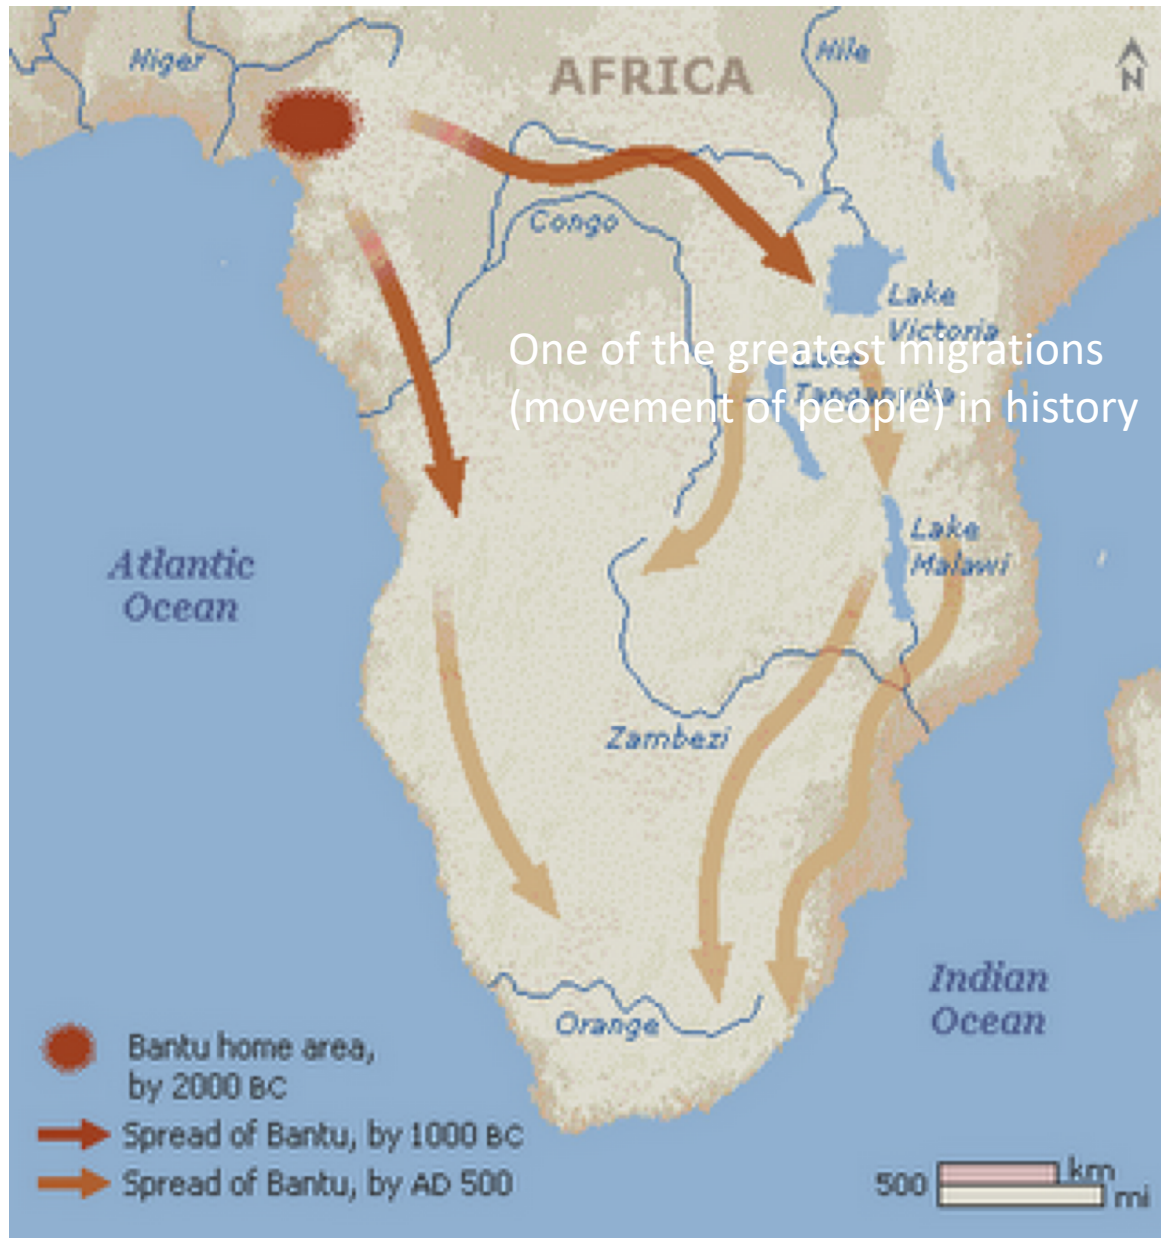 Niger
AFRICA
Nile
N
Congo
Lake
Victoria
One of the greatest migrations
(movement of people) in history
Lake
Tanganyika
Atlantic
Ocean
Lake
Malawi
Zambezi
Indian
Ocean
Orange
Bantu home area,
by 2000 BC
Spread of Bantu, by 1000 BC
Spread of Bantu, by AD 500
500
km
mi